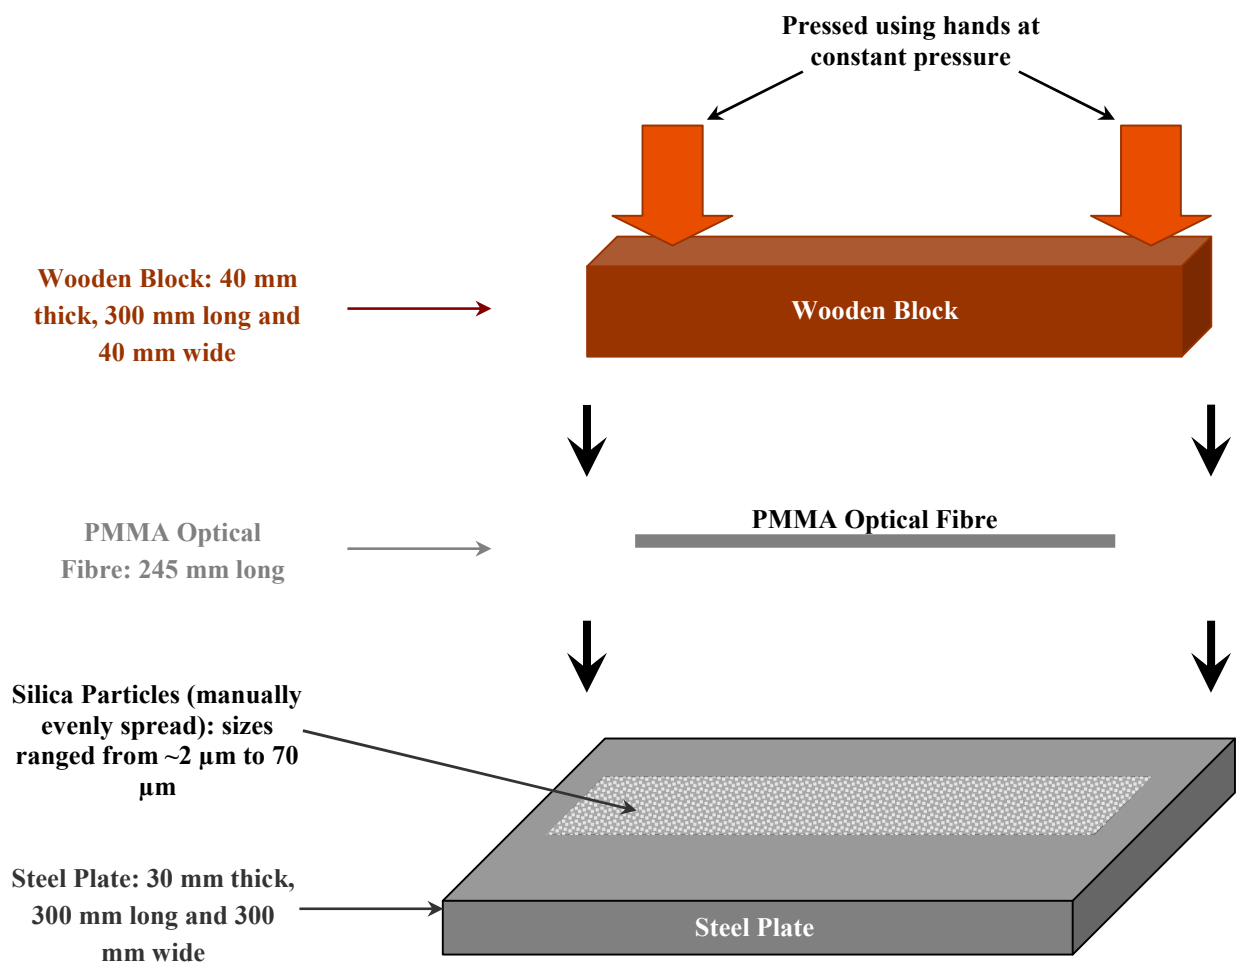 Pressed using hands at
constant pressure
Wooden Block: 40 mm
thick, 300 mm long and
40 mm wide
Wooden Block
PMMA Optical Fibre
PMMA Optical
Fibre: 245 mm long
Silica Particles (manually
evenly spread): sizes
ranged from ~2 µm to 70
µm
Steel Plate: 30 mm thick,
300 mm long and 300
mm wide
Steel Plate